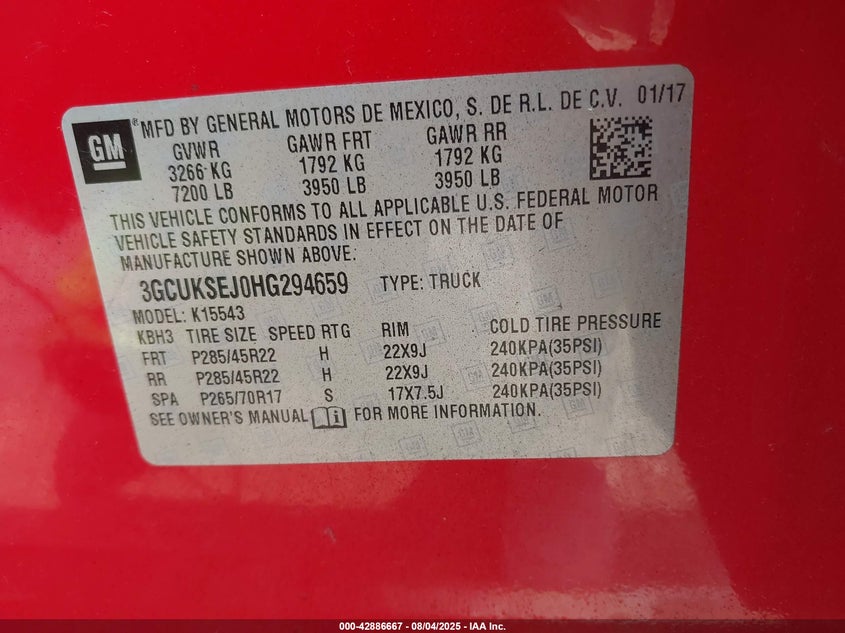 GM
® MFD BY GENERAL MOTORS DE MEXICO, S. DE R.L. DE C.V. 01/17
GVWR GAWR FRT GAWR RR
3266 KG 1792 KG 1792 KG
7200 LB 3950 LB 3950 LB
THIS VEHICLE CONFORMS TO ALL APPLICABLE U.S. FEDERAL MOTOR
VEHICLE SAFETY STANDARDS IN EFFECT ON THE DATE OF
MANUFACTURE SHOWN ABOVE:
3GCUKSEJ0HG294659 TYPE: TRUCK
MODEL: K15543
KBH3 TIRE SIZE SPEED RTG RIM COLD TIRE PRESSURE
FRT P285/45R22 H 22X9J 240KPA(35PSI)
RR P285/45R22 H 22X9J 240KPA(35PSI)
SPA P265/70R17 S 17X7.5J 240KPA(35PSI)
SEE OWNER'S MANUAL FOR MORE INFORMATION.
000-42886667 - 08/04/2025 - IAA Inc.